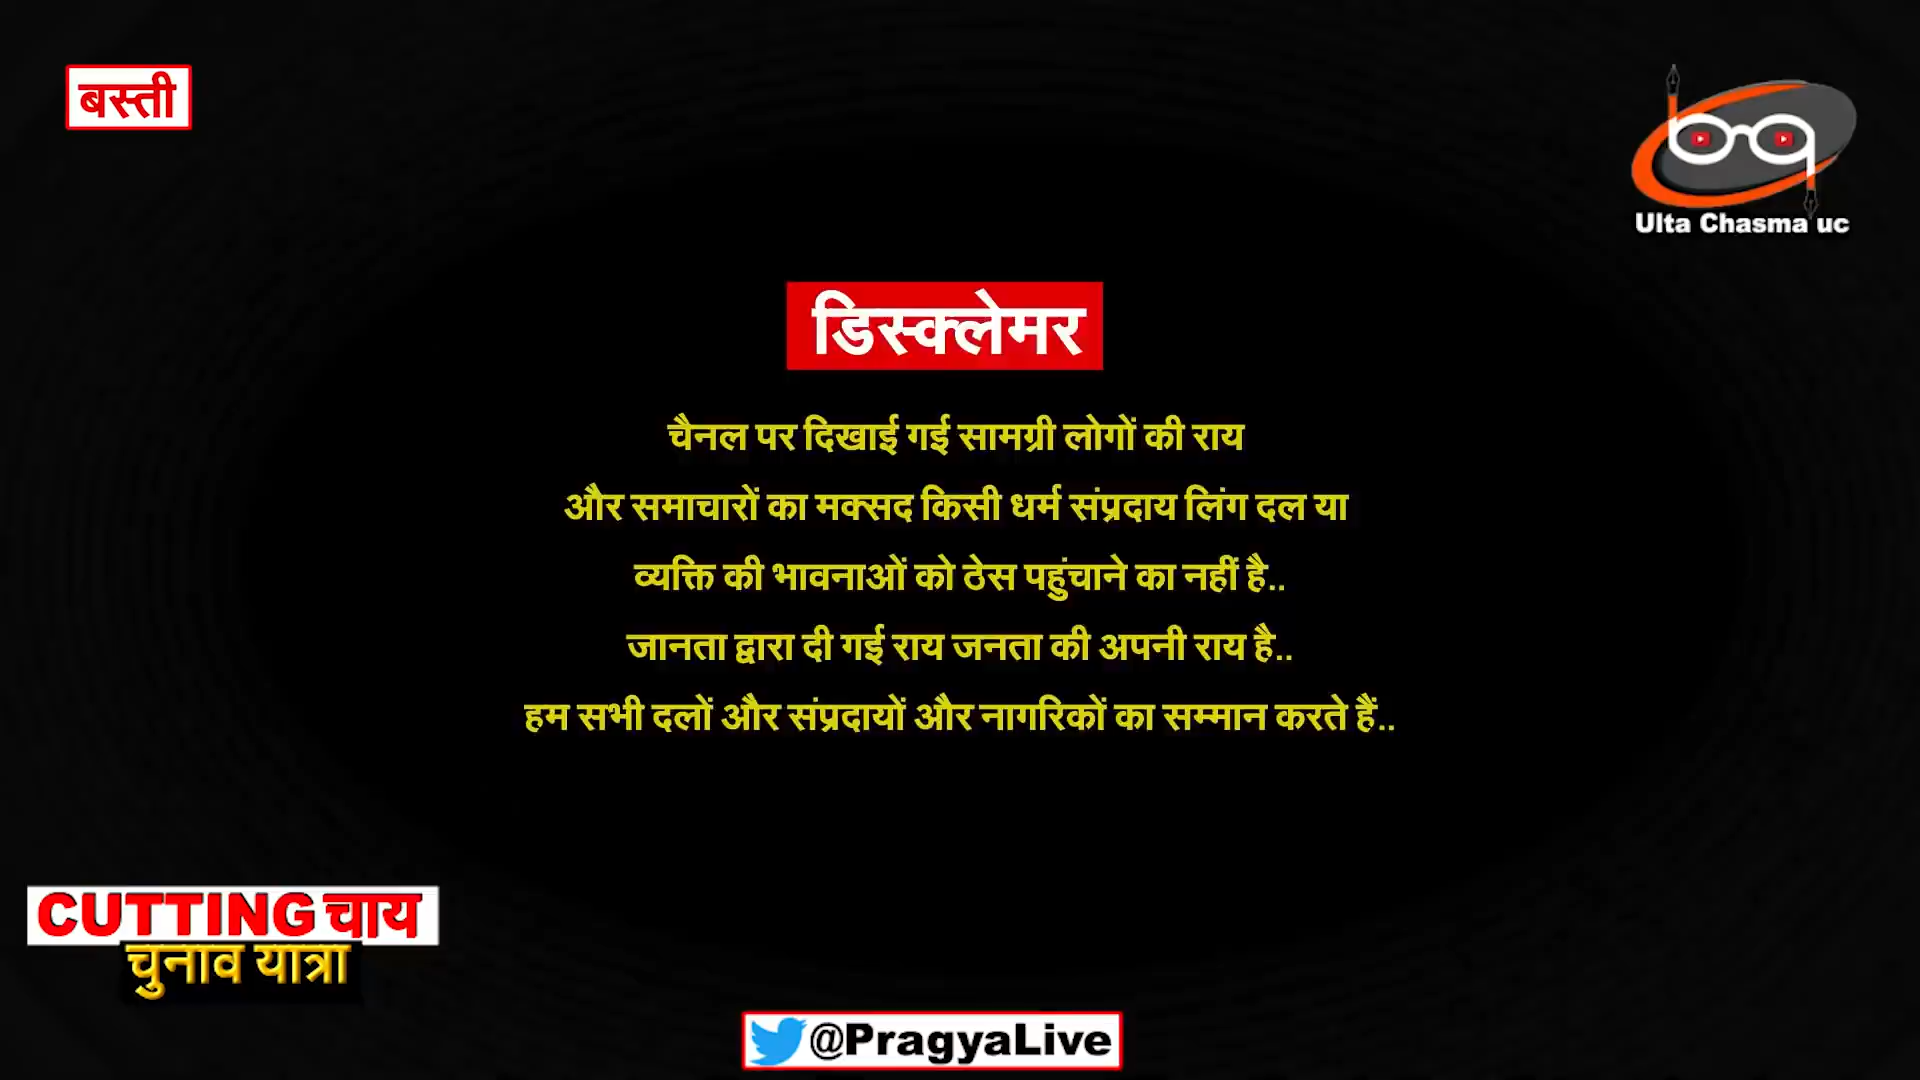 बस्ती
Ulta Chasma uc
डिस्क्लेमर
चैनल पर दिखाई गई सामग्री लोगों की राय
और समाचारों का मक्सद किसी धर्म संप्रदाय लिंग दल या
व्यक्ति की भावनाओं को ठेस पहुंचाने का नहीं है..
जानता द्वारा दी गई राय जनता की अपनी राय है..
हम सभी दलों और संप्रदायों और नागरिकों का सम्मान करते हैं..
CUTTING चाय
चुनाव यात्रा
@PragyaLive